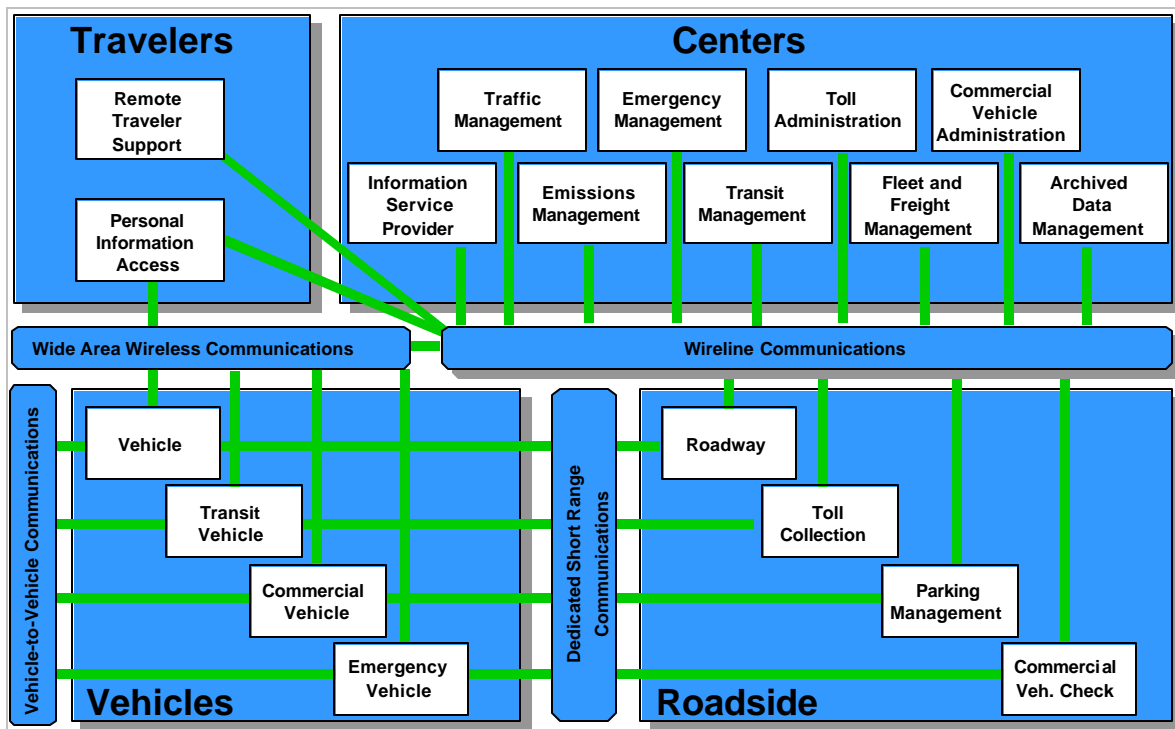 Travelers
Remote
Traveler
Support
Personal
Information
Access
Centers
Traffic
Management
Emergency
Management
Toll
Administration
Commercial
Vehicle
Administration
Information
Service
Provider
Emissions
Management
Transit
Management
Fleet and
Freight
Management
Archived
Data
Management
Wide Area Wireless Communications
Wireline Communications
Vehicle-to-Vehicle Communications
Vehicle
Transit
Vehicle
Commercial
Vehicle
Emergency
Vehicle
Vehicles
Dedicated Short Range
Communications
Roadway
Toll
Collection
Parking
Management
Commercial
Veh. Check
Roadside